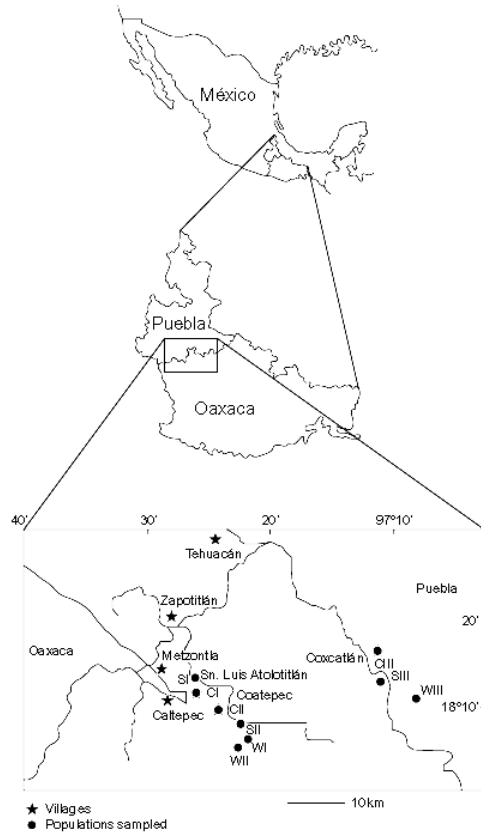 México
Puebla
Oaxaca
40' 30' 20' 97°10'
Tehuacán
Puebla
Zapotitlán
20'
Oaxaca
Metzontla
Coxcatlán
CIII
Sn. Luis Atolotitlán
SI
SIII
CI
Coatepec
WIII
Caltepec
CII
18°10'
SII
WI
WII
Villages
10km
Populations sampled